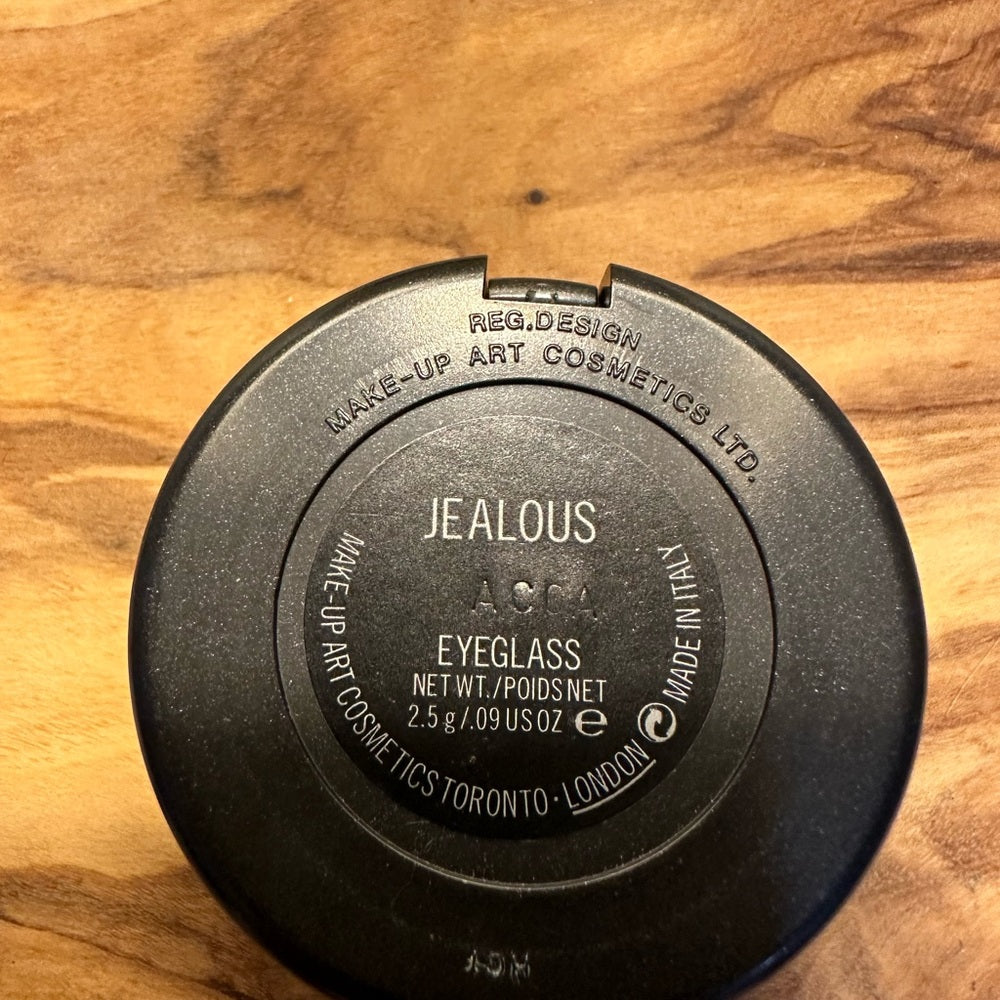 REG.DESIGN
MAKE-UP ART COSMETICS LTD.
JEALOUS
ACCA
EYEGLASS
NET WT./POIDS NET
2.5 g/.09 US OZ e
MAKE-UP ART COSMETICS TORONTO · LONDON
MADE IN ITALY